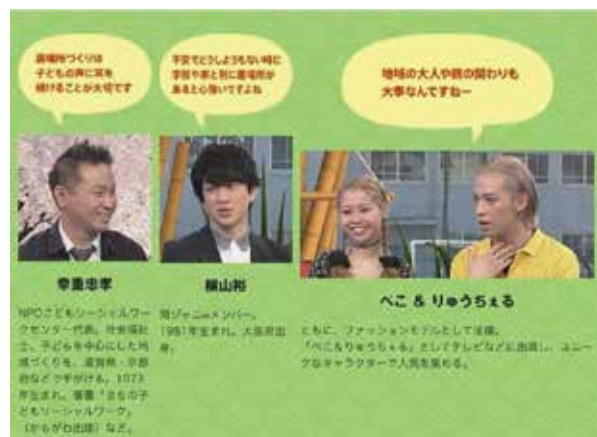 居場所づくりは
子どもの声に耳を
傾けることが大切です
不安でどうしようもない時に
学校や家と別に居場所が
あると心強いですよね
地域の大人や親の関わりも
大事なんですねー
幸重忠孝
横山裕
ぺこ & りゅうちぇる
NPOこどもソーシャルワー
クセンター代表。社会福祉
士。子どもを中心にした地
域づくりを、滋賀県・京都
府などで手がける。1973
年生まれ。著書「まちの子
どもソーシャルワーク」
(かもがわ出版)など。
関ジャニ∞メンバー。
1981年生まれ。大阪府出
身。
ともに、ファッションモデルとして活躍。
「ぺこ&りゅうちぇる」としてテレビなどに出演し、ユニー
クなキャラクターで人気を集める。